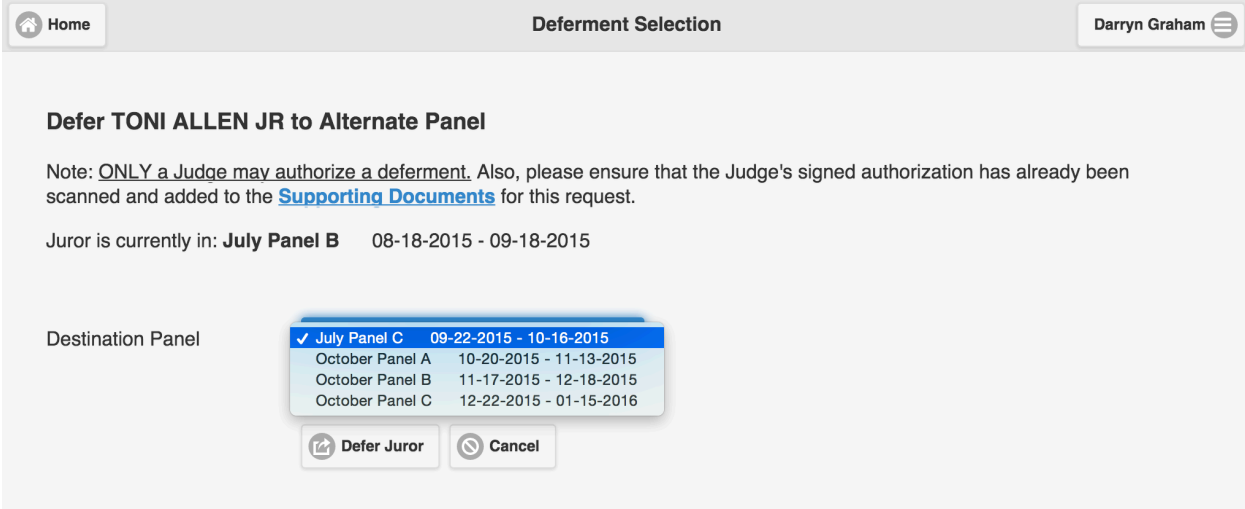 Home
Deferment Selection
Darryn Graham
Defer TONI ALLEN JR to Alternate Panel
Note: ONLY a Judge may authorize a deferment. Also, please ensure that the Judge's signed authorization has already been
scanned and added to the Supporting Documents for this request.
Juror is currently in: July Panel B 08-18-2015 - 09-18-2015
Destination Panel
✓ July Panel C 09-22-2015 - 10-16-2015
October Panel A 10-20-2015 - 11-13-2015
October Panel B 11-17-2015 - 12-18-2015
October Panel C 12-22-2015 - 01-15-2016
Defer Juror
Cancel